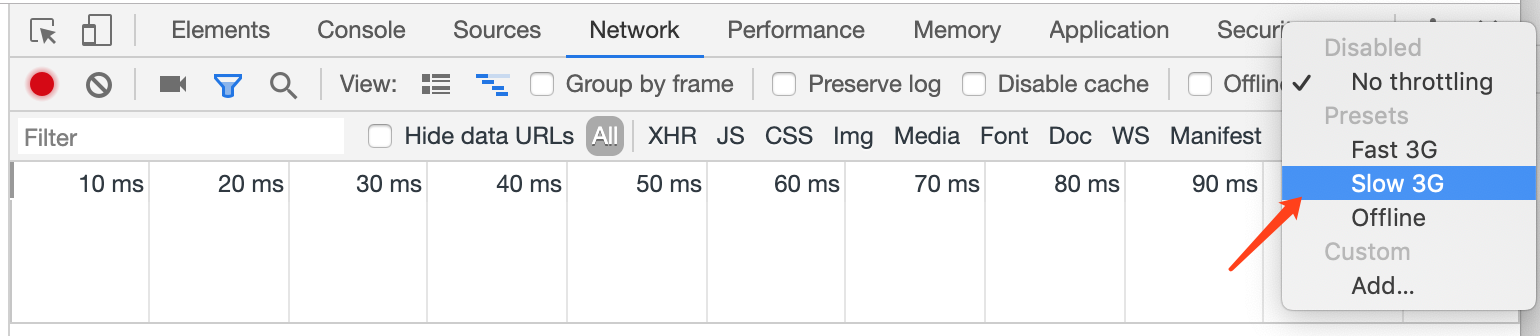 Elements Console Sources Network Performance Memory Application Securi
View: Group by frame Preserve log Disable cache Offlin
Filter Hide data URLs All XHR JS CSS Img Media Font Doc WS Manifest
10 ms 20 ms 30 ms 40 ms 50 ms 60 ms 70 ms 80 ms 90 ms
Disabled
No throttling
Presets
Fast 3G
Slow 3G
Offline
Custom
Add...